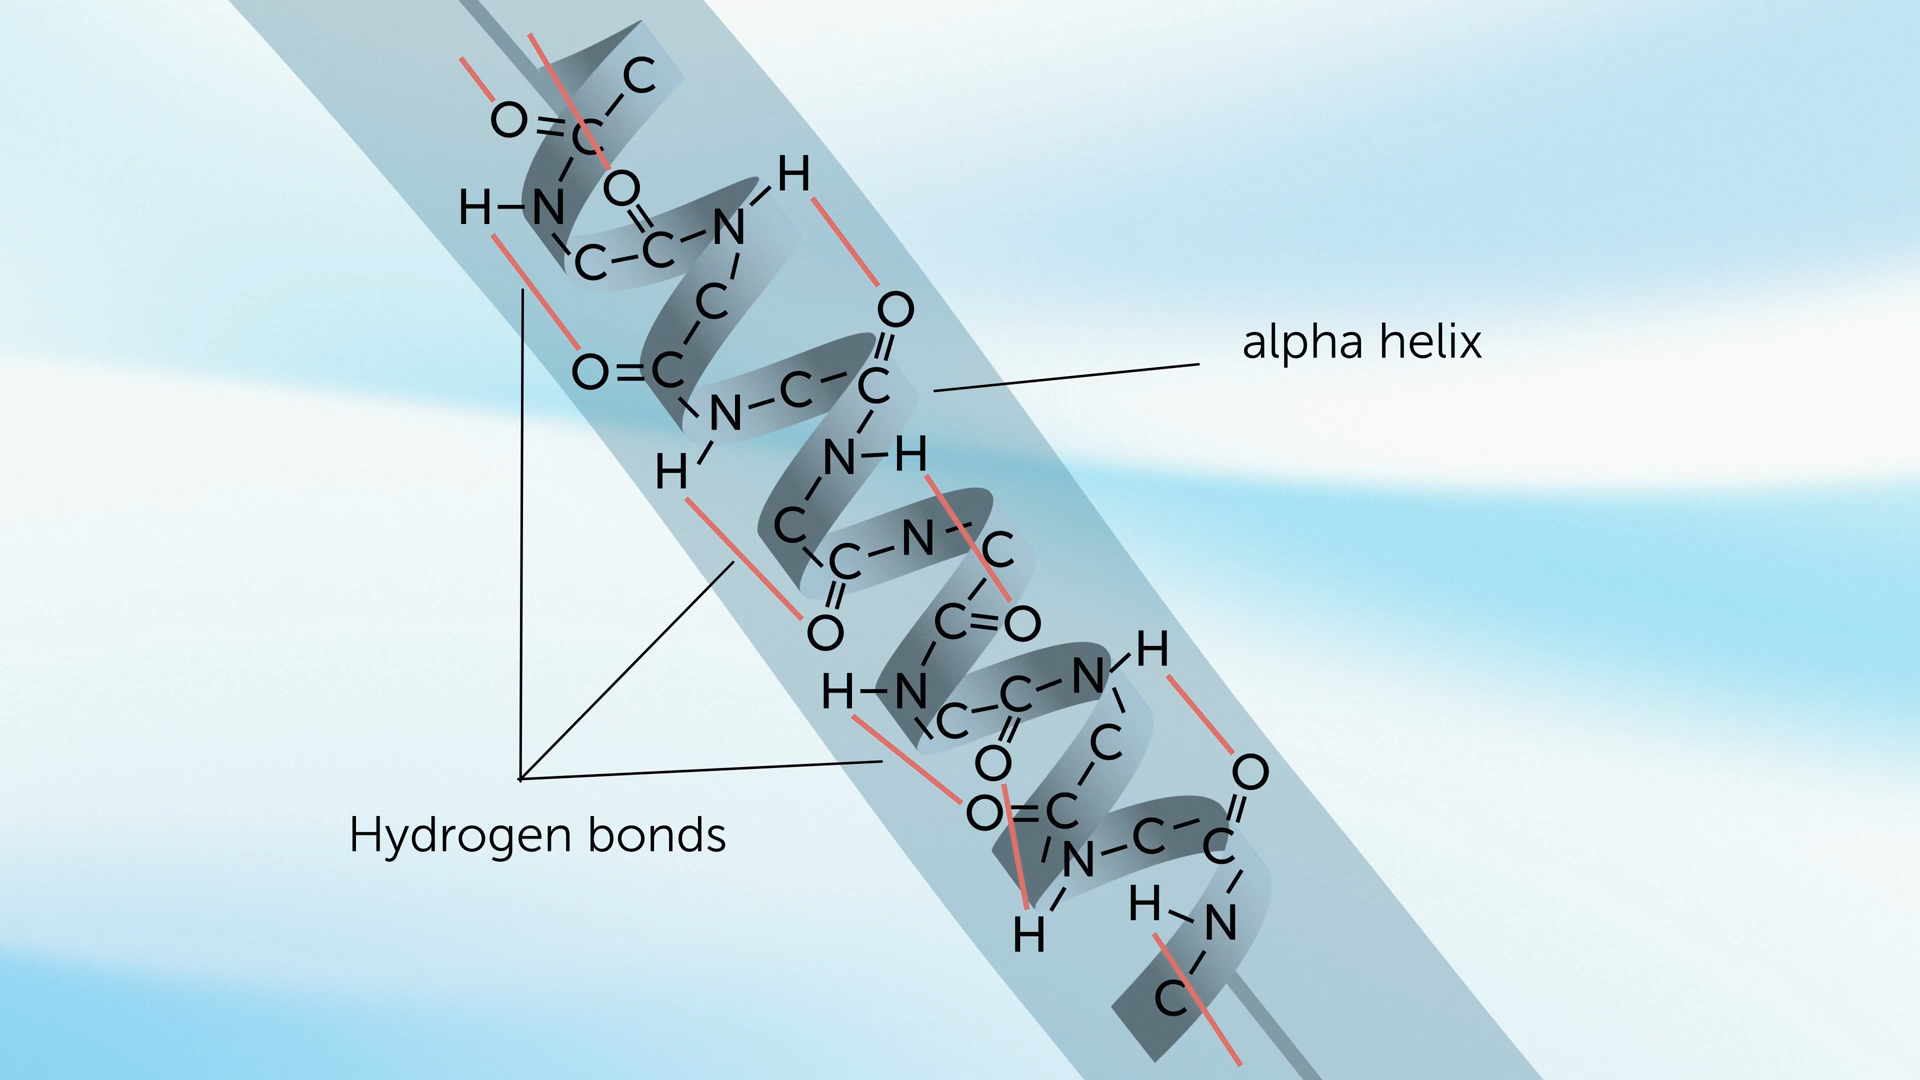 C
O=C
H-N
O
H
C-C-N
C
O
O=C
N-C-C
H
N-H
C
C-N-C
O
C=O
H-N
C-C-N-H
O
C
O=C
O
N-C-C
H
H-N
C
alpha helix
Hydrogen bonds